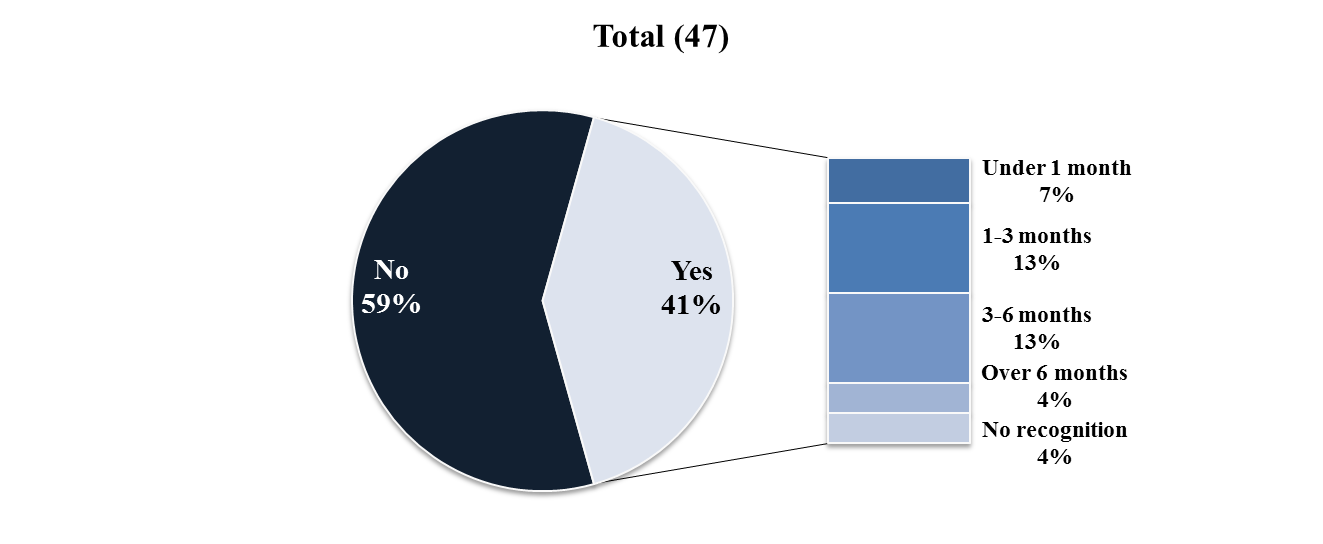 Total (47)
No
59%
Yes
41%
Under 1 month
7%
1-3 months
13%
3-6 months
13%
Over 6 months
4%
No recognition
4%